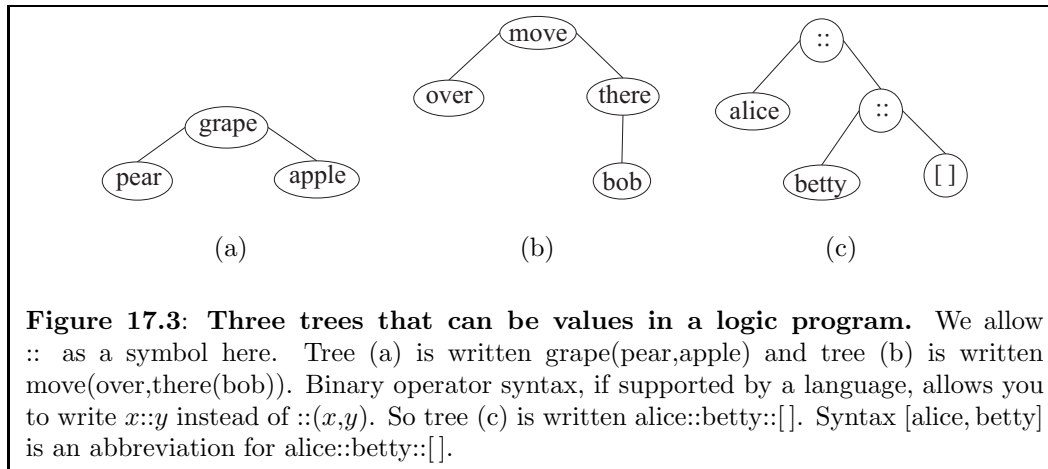 move
::
over
there
alice
::
grape
pear
apple
bob
betty
[ ]
(a)
(b)
(c)
Figure 17.3: Three trees that can be values in a logic program. We allow
:: as a symbol here. Tree (a) is written grape(pear,apple) and tree (b) is written
move(over,there(bob)). Binary operator syntax, if supported by a language, allows you
to write x::y instead of ::(x,y). So tree (c) is written alice::betty::[ ]. Syntax [alice, betty]
is an abbreviation for alice::betty::[ ].